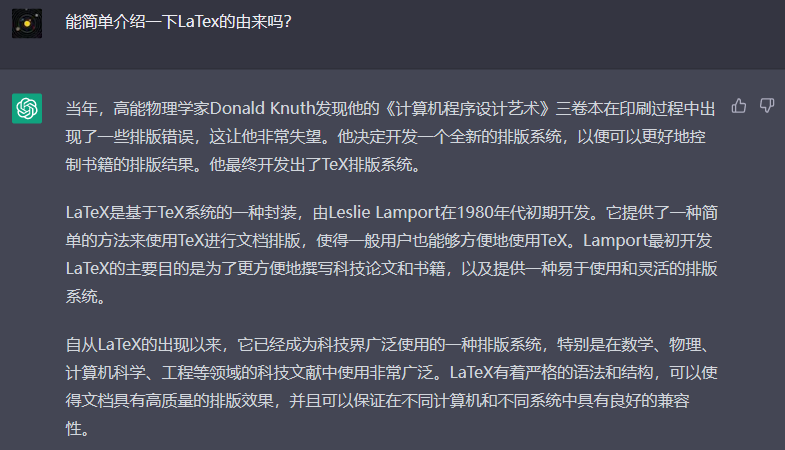 能简单介绍一下LaTex的由来吗？
当年，高能物理学家Donald Knuth发现他的《计算机程序设计艺术》三卷本在印刷过程中出
现了一些排版错误，这让他非常失望。他决定开发一个全新的排版系统，以便可以更好地控
制书籍的排版结果。他最终开发出了TeX排版系统。
LaTeX是基于TeX系统的一种封装，由Leslie Lamport在1980年代初期开发。它提供了一种简
单的方法来使用TeX进行文档排版，使得一般用户也能够方便地使用TeX。Lamport最初开发
LaTeX的主要目的是为了更方便地撰写科技论文和书籍，以及提供一种易于使用和灵活的排版
系统。
自从LaTeX的出现以来，它已经成为科技界广泛使用的一种排版系统，特别是在数学、物理、
计算机科学、工程等领域的科技文献中使用非常广泛。LaTeX有着严格的语法和结构，可以使
得文档具有高质量的排版效果，并且可以保证在不同计算机和不同系统中具有良好的兼容
性。